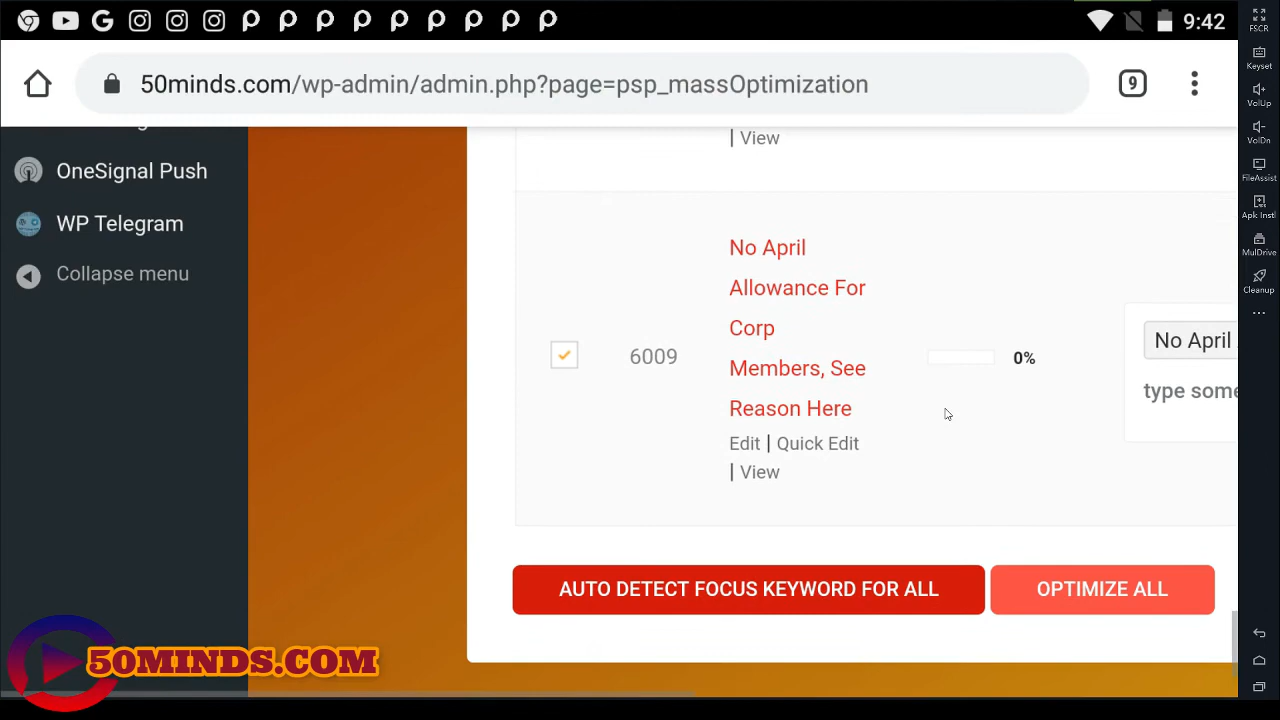 9:42
50minds.com/wp-admin/admin.php?page=psp_massOptimization
9
FSCR
Keyset
VolUp
VolDn
FileAssist
Apk Instl
MulDrive
Cleanup
OneSignal Push
WP Telegram
Collapse menu
| View
6009
No April
Allowance For
Corp
Members, See
Reason Here
Edit | Quick Edit
| View
0%
No April
type some
AUTO DETECT FOCUS KEYWORD FOR ALL
OPTIMIZE ALL
50MINDS.COM